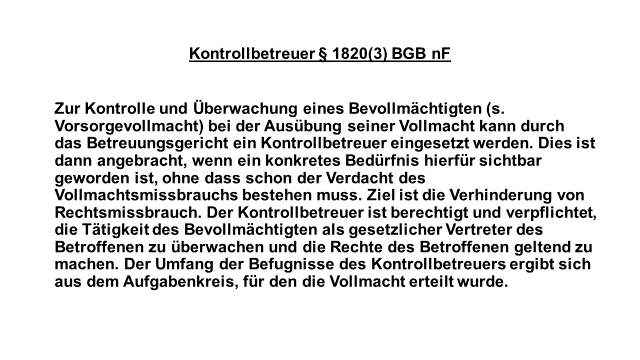 Kontrollbetreuer § 1820(3) BGB nF
Zur Kontrolle und Überwachung eines Bevollmächtigten (s.
Vorsorgevollmacht) bei der Ausübung seiner Vollmacht kann durch
das Betreuungsgericht ein Kontrollbetreuer eingesetzt werden. Dies ist
dann angebracht, wenn ein konkretes Bedürfnis hierfür sichtbar
geworden ist, ohne dass schon der Verdacht des
Vollmachtsmissbrauchs bestehen muss. Ziel ist die Verhinderung von
Rechtsmissbrauch. Der Kontrollbetreuer ist berechtigt und verpflichtet,
die Tätigkeit des Bevollmächtigten als gesetzlicher Vertreter des
Betroffenen zu überwachen und die Rechte des Betroffenen geltend zu
machen. Der Umfang der Befugnisse des Kontrollbetreuers ergibt sich
aus dem Aufgabenkreis, für den die Vollmacht erteilt wurde.